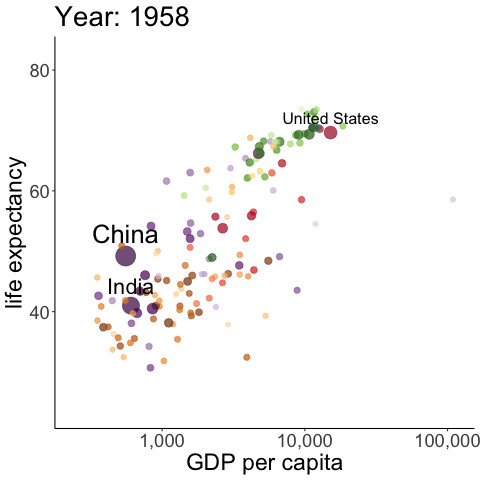 Year: 1958
80
United States
60
China
India
40
life expectancy
1,000
10,000
100,000
GDP per capita